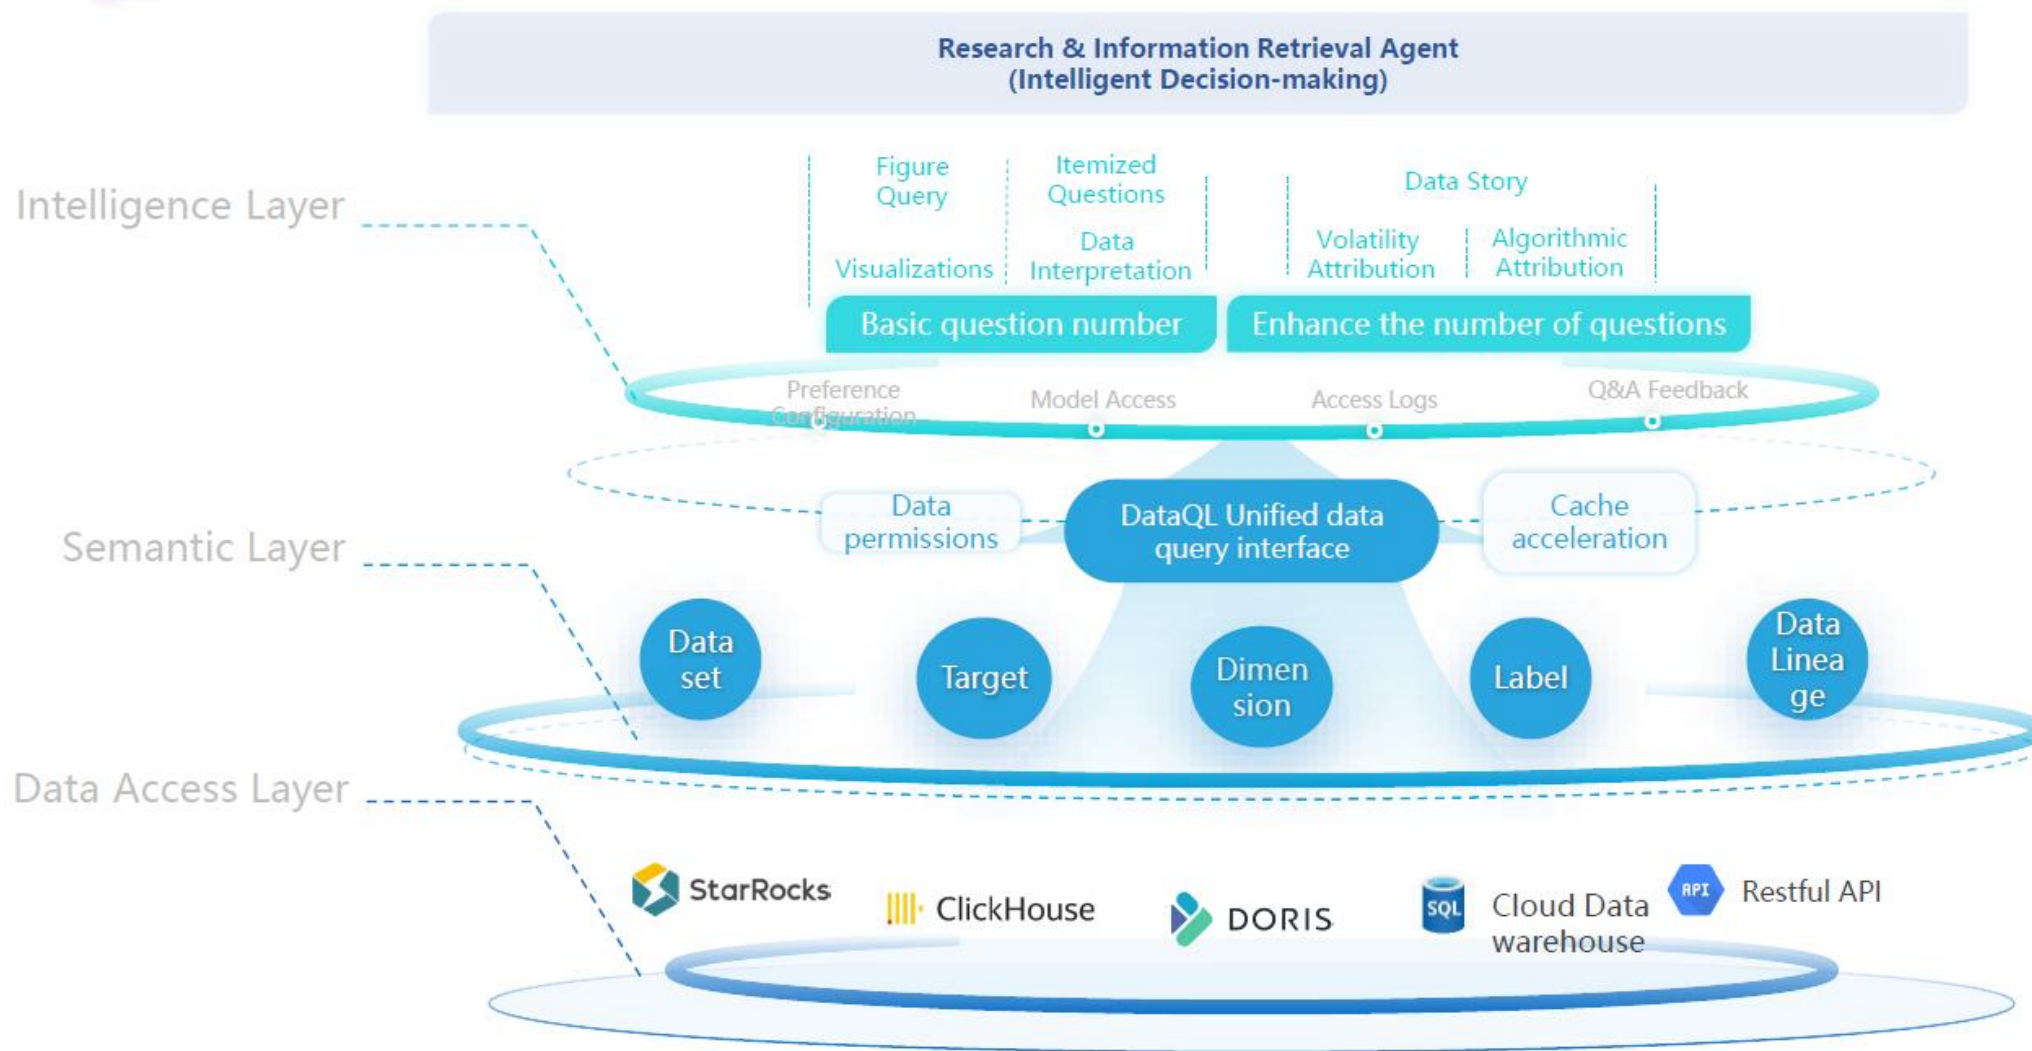 Research & Information Retrieval Agent
(Intelligent Decision-making)
Intelligence Layer
Figure
Query
Itemized
Questions
Data Story
Visualizations
Data
Interpretation
Volatility
Attribution
Algorithmic
Attribution
Basic question number
Enhance the number of questions
Preference
Configuration
Model Access
Access Logs
Q&A Feedback
Semantic Layer
Data
permissions
DataQL Unified data
query interface
Cache
acceleration
Data
set
Target
Dimen
sion
Label
Data
Linea
ge
Data Access Layer
StarRocks
ClickHouse
DORIS
SQL
Cloud Data
warehouse
API
Restful API